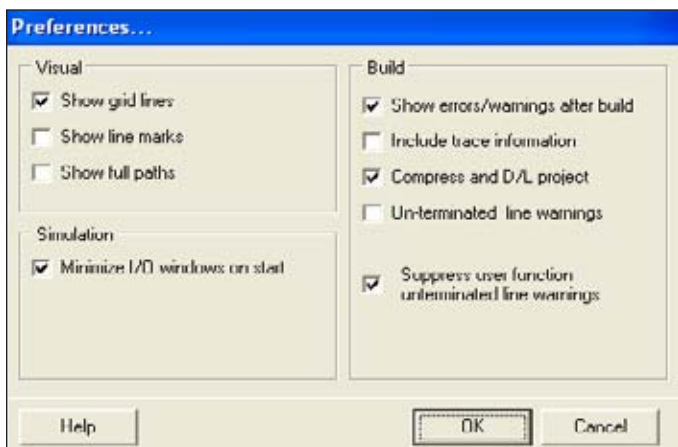 Preferences...
Visual
Show grid lines
Show line marks
Show full paths
Simulation
Minimize I/O windows on start
Build
Show errors/warnings after build
Include trace information
Compress and D/L project
Un-terminated line warnings
Suppress user function
unterminated line warnings
Help
OK
Cancel